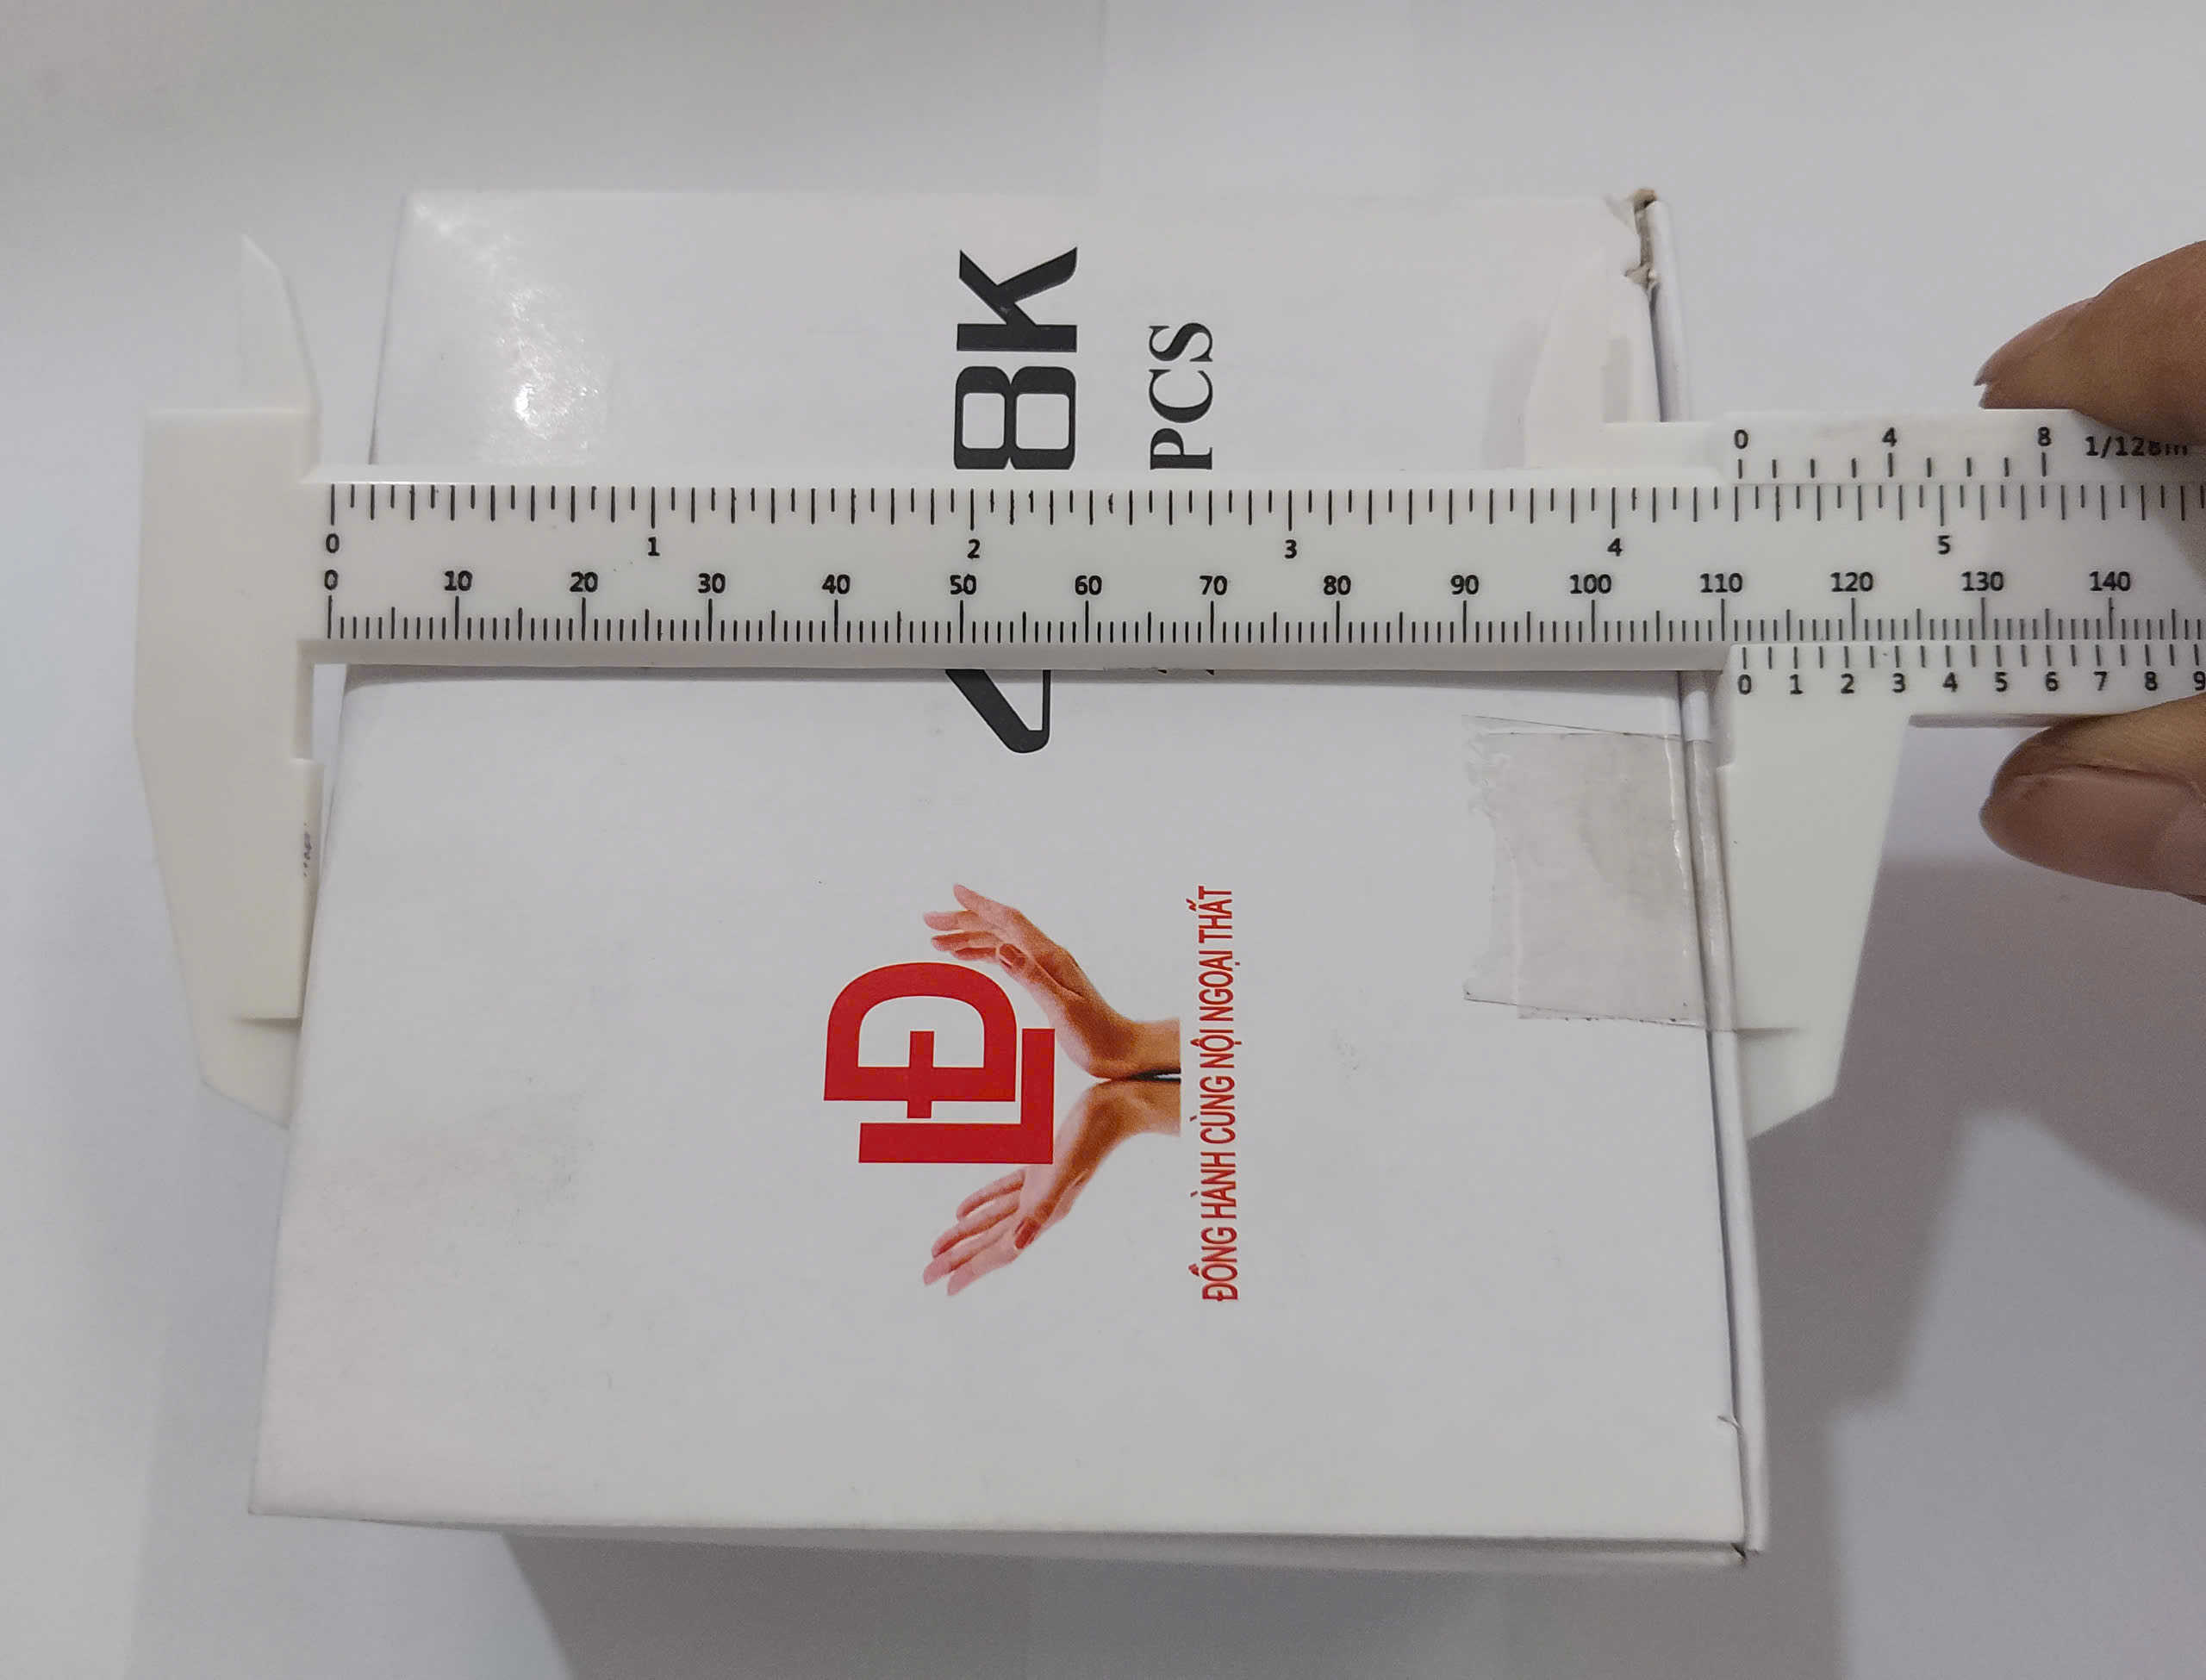 48K
PCS
0 4 8 1/128in
0 1 2 3 4 5
0 10 20 30 40 50 60 70 80 90 100 110 120 130 140
0 1 2 3 4 5 6 7 8 9
LĐ
ĐỒNG HÀNH CÙNG NỘI NGOẠI THẤT